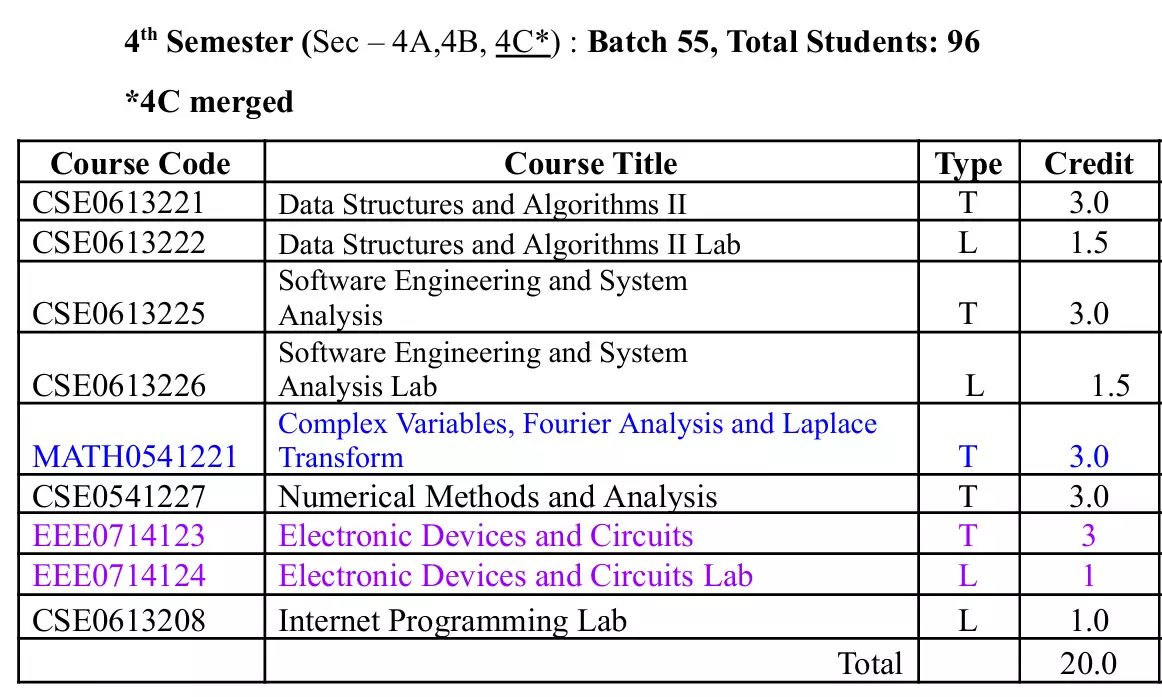 4th Semester (Sec – 4A,4B, 4C*) : Batch 55, Total Students: 96
*4C merged
Course Code Course Title Type Credit
CSE0613221 Data Structures and Algorithms II T 3.0
CSE0613222 Data Structures and Algorithms II Lab L 1.5
Software Engineering and System
CSE0613225 Analysis T 3.0
Software Engineering and System
CSE0613226 Analysis Lab L 1.5
Complex Variables, Fourier Analysis and Laplace
MATH0541221 Transform T 3.0
CSE0541227 Numerical Methods and Analysis T 3.0
EEE0714123 Electronic Devices and Circuits T 3
EEE0714124 Electronic Devices and Circuits Lab L 1
CSE0613208 Internet Programming Lab L 1.0
Total 20.0